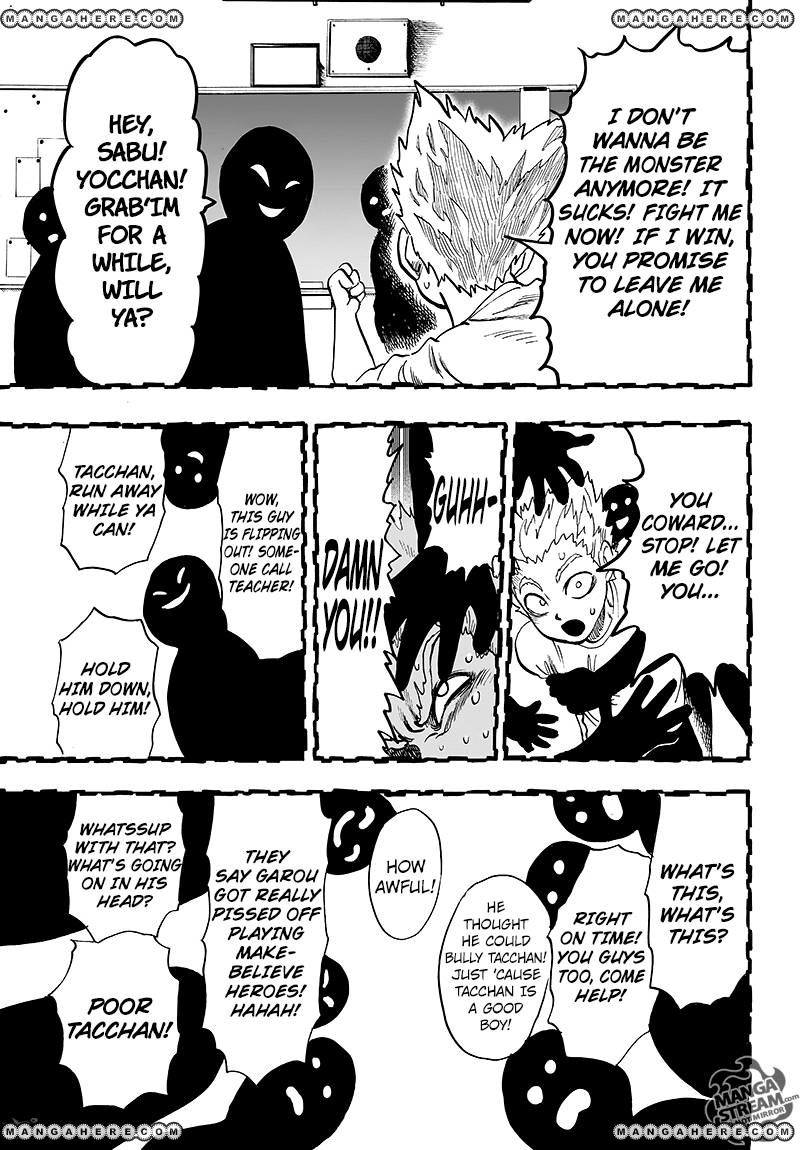 MANGAHERE.COM
MANGAHERE.COM
I DON'T
WANNA BE
THE MONSTER
ANYMORE! IT
SUCKS! FIGHT ME
NOW! IF I WIN,
YOU PROMISE
TO LEAVE ME
ALONE!
HEY,
SABU!
YOCCHAN!
GRAB'IM
FOR A
WHILE,
WILL
YA?
YOU
COWARD...
STOP! LET
ME GO!
YOU...
GUHH-
DAMN
YOU!!
WOW,
THIS GUY
IS FLIPPING
OUT! SOME-
ONE CALL
TEACHER!
TACCHAN,
RUN AWAY
WHILE YA
CAN!
HOLD
HIM DOWN,
HOLD HIM!
WHAT'S
THIS,
WHAT'S
THIS?
RIGHT
ON TIME!
YOU GUYS
TOO, COME
HELP!
HE
THOUGHT
HE COULD
BULLY TACCHAN!
JUST 'CAUSE
TACCHAN IS
A GOOD
BOY!
HOW
AWFUL!
THEY
SAY GAROU
GOT REALLY
PISSED OFF
PLAYING
MAKE-
BELIEVE
HEROES!
HAHAH!
WHATSSUP
WITH THAT?
WHAT'S GOING
ON IN HIS
HEAD?
POOR
TACCHAN!
MANGA
STREAM.com
NOT MIRROR!
MANGAHERE.COM
MANGAHERE.COM